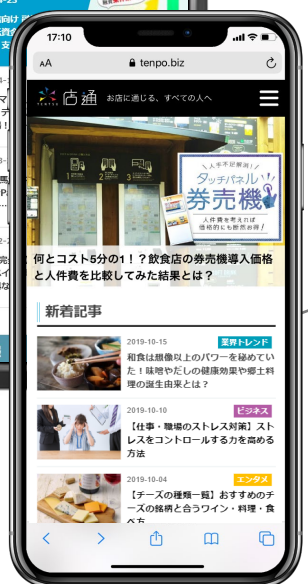 17:10
AA
tenpo.biz
店通 お店に通じる、すべての人へ
TENTSU
人手不足解消!
タッチパネル
券売機
人件費を考えれば
価格的にも断然お得!
1
2
3
何とコスト5分の1！？飲食店の券売機導入価格
と人件費を比較してみた結果とは？
新着記事
2019-10-15 業界トレンド
和食は想像以上のパワーを秘めてい
た！味噌やだしの健康効果や郷土料
理の誕生由来とは？
2019-10-10 ビジネス
【仕事・職場のストレス対策】スト
レスをコントロールする力を高める
方法
2019-10-04 エンタメ
【チーズの種類一覧】おすすめのチ
ーズの銘柄と合うワイン・料理・食
べ方